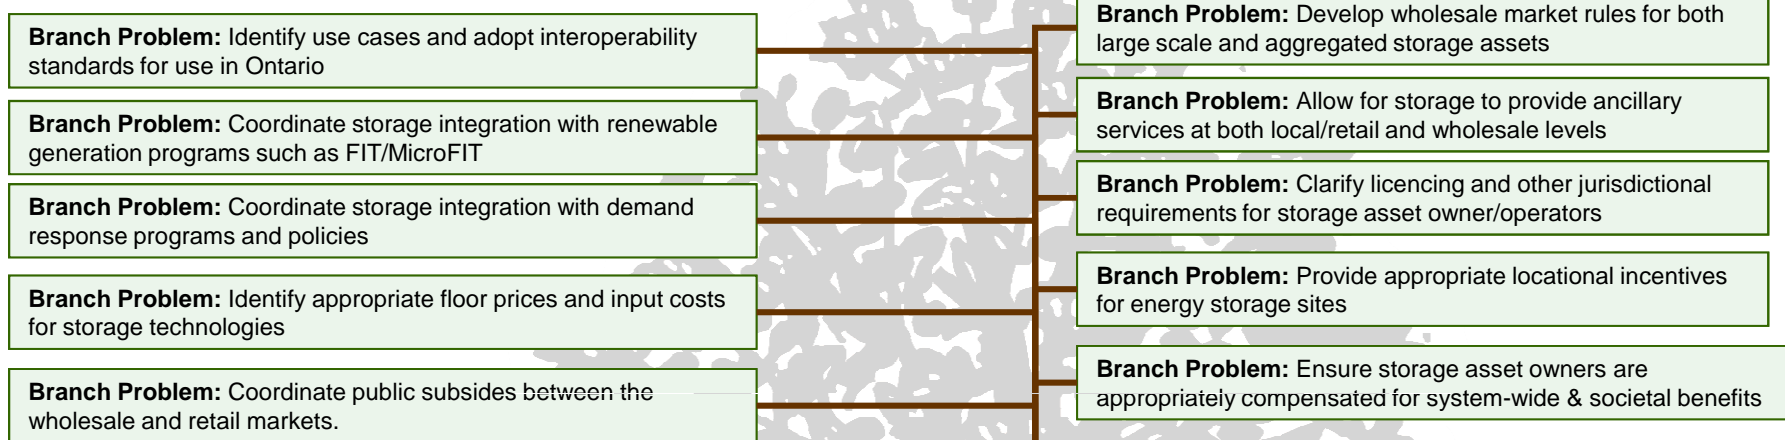 Branch Problem: Identify use cases and adopt interoperability
standards for use in Ontario
Branch Problem: Coordinate storage integration with renewable
generation programs such as FIT/MicroFIT
Branch Problem: Coordinate storage integration with demand
response programs and policies
Branch Problem: Identify appropriate floor prices and input costs
for storage technologies
Branch Problem: Coordinate public subsides between the
wholesale and retail markets.
Branch Problem: Develop wholesale market rules for both
large scale and aggregated storage assets
Branch Problem: Allow for storage to provide ancillary
services at both local/retail and wholesale levels
Branch Problem: Clarify licencing and other jurisdictional
requirements for storage asset owner/operators
Branch Problem: Provide appropriate locational incentives
for energy storage sites
Branch Problem: Ensure storage asset owners are
appropriately compensated for system-wide & societal benefits